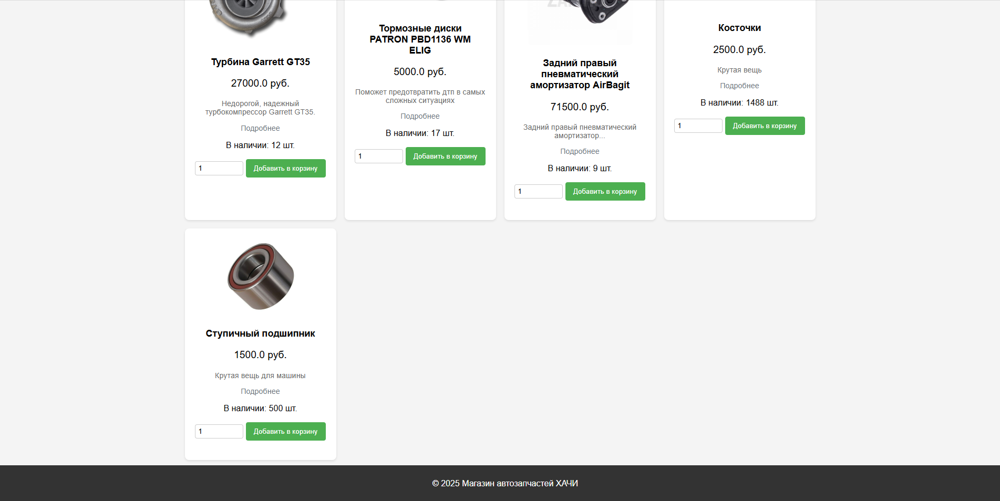 Турбина Garrett GT35
27000.0 руб.
Недорогой, надежный
турбокомпрессор Garrett GT35.
Подробнее
В наличии: 12 шт.
1
Добавить в корзину
Тормозные диски
PATRON PBD1136 WM
ELIG
5000.0 руб.
Поможет предотвратить дтп в самых
сложных ситуациях
Подробнее
В наличии: 17 шт.
1
Добавить в корзину
Задний правый
пневматический
амортизатор AirBagit
71500.0 руб.
Задний правый пневматический
амортизатор...
Подробнее
В наличии: 9 шт.
1
Добавить в корзину
Косточки
2500.0 руб.
Крутая вещь
Подробнее
В наличии: 1488 шт.
1
Добавить в корзину
Ступичный подшипник
1500.0 руб.
Крутая вещь для машины
Подробнее
В наличии: 500 шт.
1
Добавить в корзину
© 2025 Магазин автозапчастей ХАЧИ